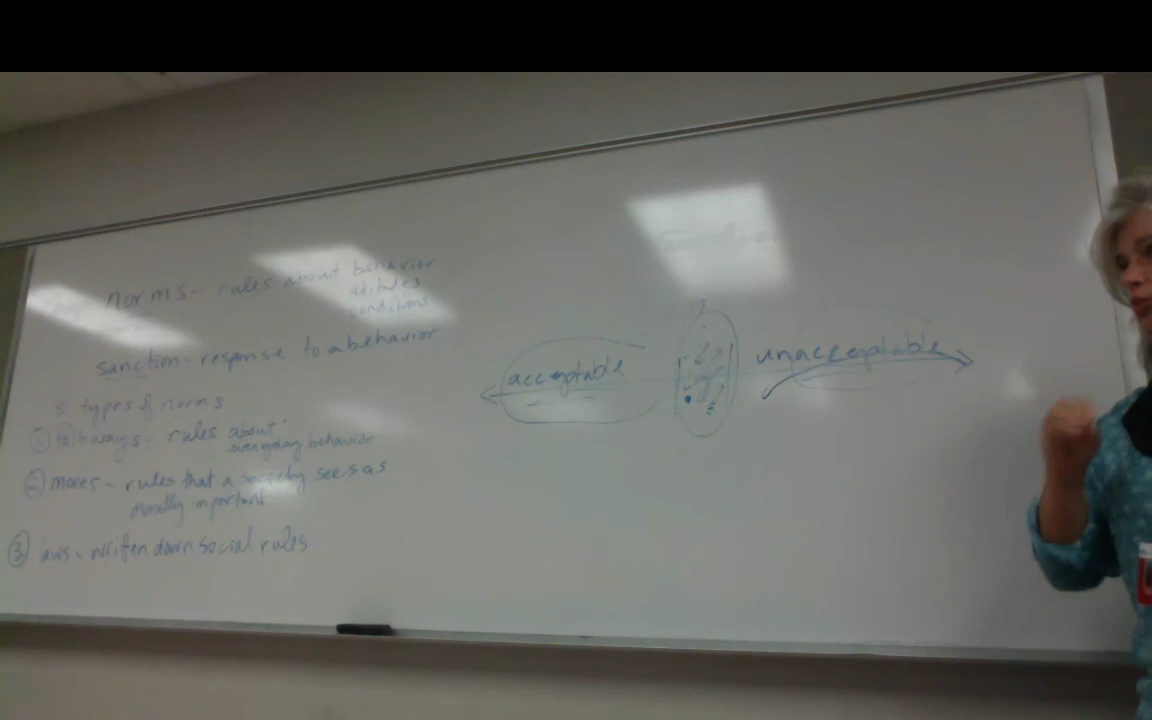 norms - rules about behavior
attitudes
conditions
sanction - response to a behavior
types of norms
① folkways - rules about
everyday behavior
② mores - rules that a society sees as
morally important
③ laws - written down social rules
?
acceptable
unacceptable